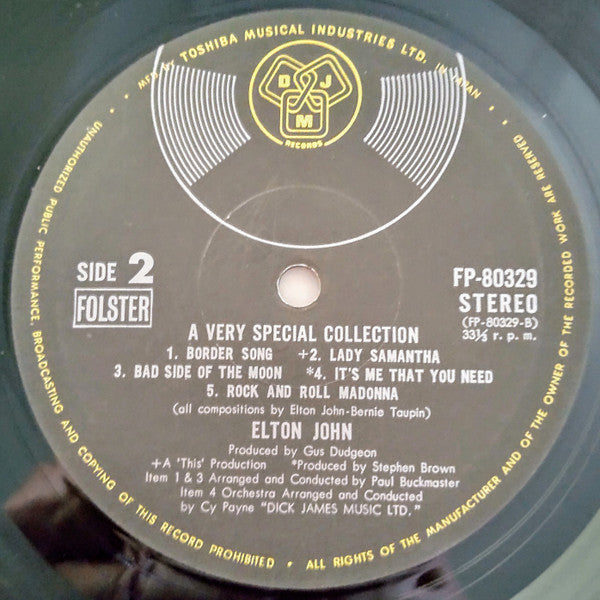 MFD. by TOSHIBA MUSICAL INDUSTRIES LTD. IN JAPAN
D J M
RECORDS
SIDE 2
FOLSTER
FP-80329
STEREO
(FP-80329-B)
33⅓ r. p. m.
A VERY SPECIAL COLLECTION
1. BORDER SONG +2. LADY SAMANTHA
3. BAD SIDE OF THE MOON *4. IT'S ME THAT YOU NEED
5. ROCK AND ROLL MADONNA
(all compositions by Elton John-Bernie Taupin)
ELTON JOHN
Produced by Gus Dudgeon
+A 'This' Production *Produced by Stephen Brown
Item 1 & 3 Arranged and Conducted by Paul Buckmaster
Item 4 Orchestra Arranged and Conducted
by Cy Payne "DICK JAMES MUSIC LTD."
UNAUTHORIZED PUBLIC PERFORMANCE, BROADCASTING AND COPYING OF THIS RECORD PROHIBITED • ALL RIGHTS OF THE MANUFACTURER AND OF THE OWNER OF THE RECORDED WORK ARE RESERVED